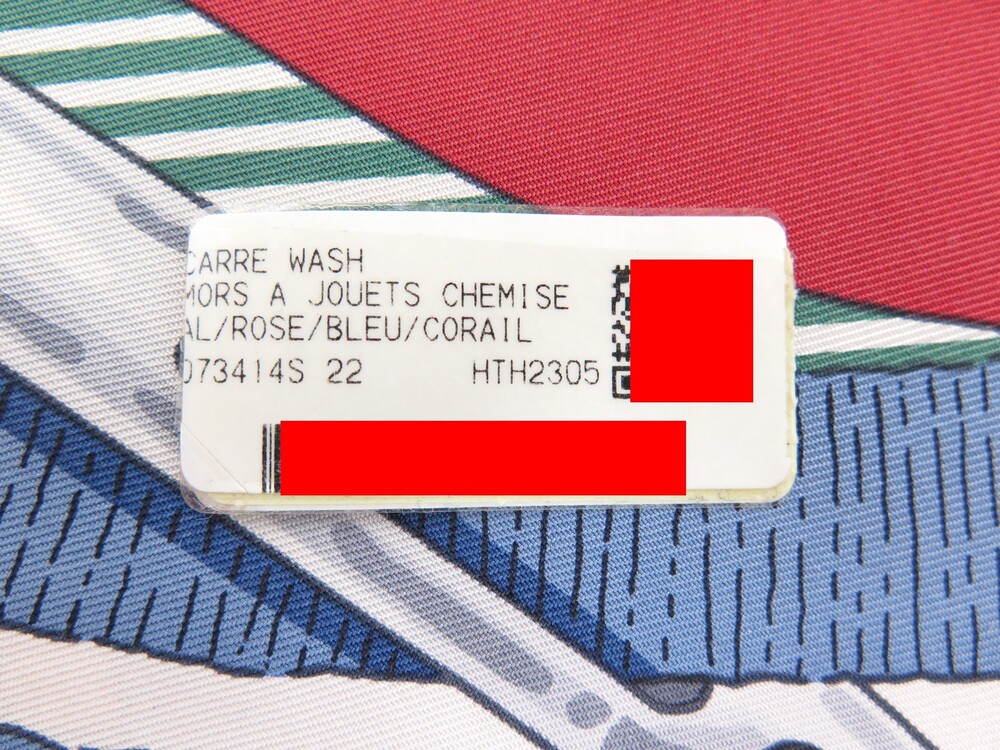 CARRE WASH
MORS A JOUETS CHEMISE
AL/ROSE/BLEU/CORAIL
073414S 22 HTH2305